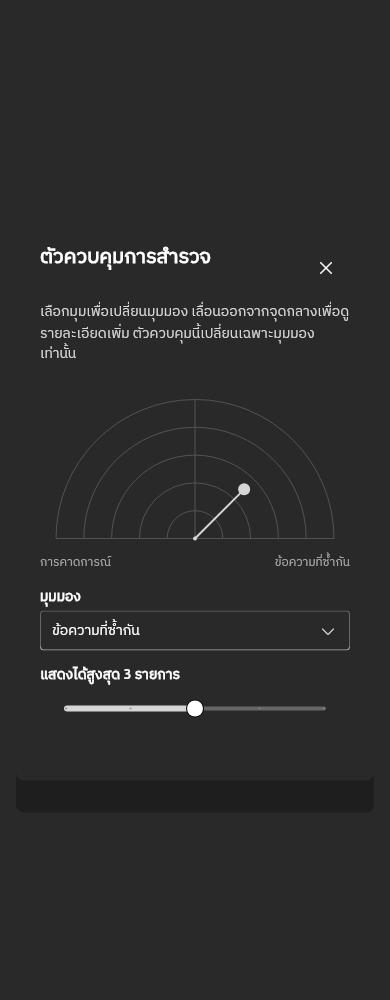 ตัวควบคุมการสำรวจ
เลือกมุมเพื่อเปลี่ยนมุมมอง เลื่อนออกจากจุดกลางเพื่อดู
รายละเอียดเพิ่ม ตัวควบคุมนี้เปลี่ยนเฉพาะมุมมอง
เท่านั้น
การคาดการณ์
ข้อความที่ซ้ำกัน
มุมมอง
ข้อความที่ซ้ำกัน
แสดงได้สูงสุด 3 รายการ